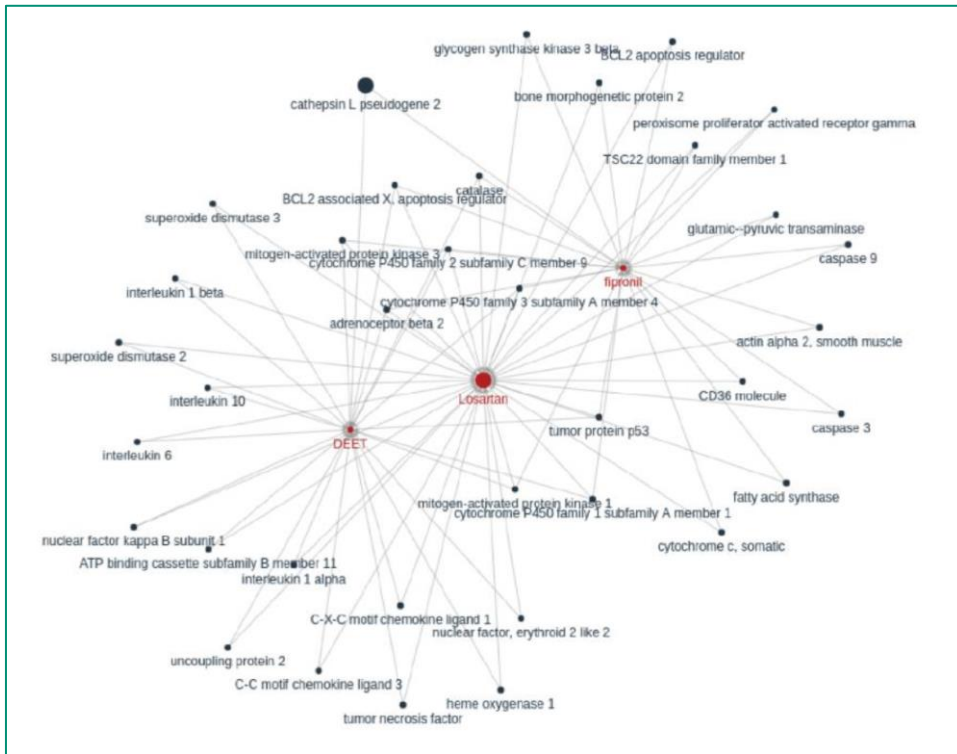 glycogen synthase kinase 3 beta
BCL2 apoptosis regulator
cathepsin L pseudogene 2
bone morphogenetic protein 2
peroxisome proliferator activated receptor gamma
TSC22 domain family member 1
catalase
BCL2 associated X, apoptosis regulator
superoxide dismutase 3
glutamic--pyruvic transaminase
mitogen-activated protein kinase 3
cytochrome P450 family 2 subfamily C member 9
caspase 9
fipronil
interleukin 1 beta
cytochrome P450 family 3 subfamily A member 4
adrenoceptor beta 2
actin alpha 2, smooth muscle
superoxide dismutase 2
CD36 molecule
interleukin 10
Losartan
caspase 3
tumor protein p53
DEET
interleukin 6
fatty acid synthase
mitogen-activated protein kinase 1
cytochrome P450 family 1 subfamily A member 1
nuclear factor kappa B subunit 1
cytochrome c, somatic
ATP binding cassette subfamily B member 11
interleukin 1 alpha
C-X-C motif chemokine ligand 1
nuclear factor, erythroid 2 like 2
uncoupling protein 2
C-C motif chemokine ligand 3
heme oxygenase 1
tumor necrosis factor